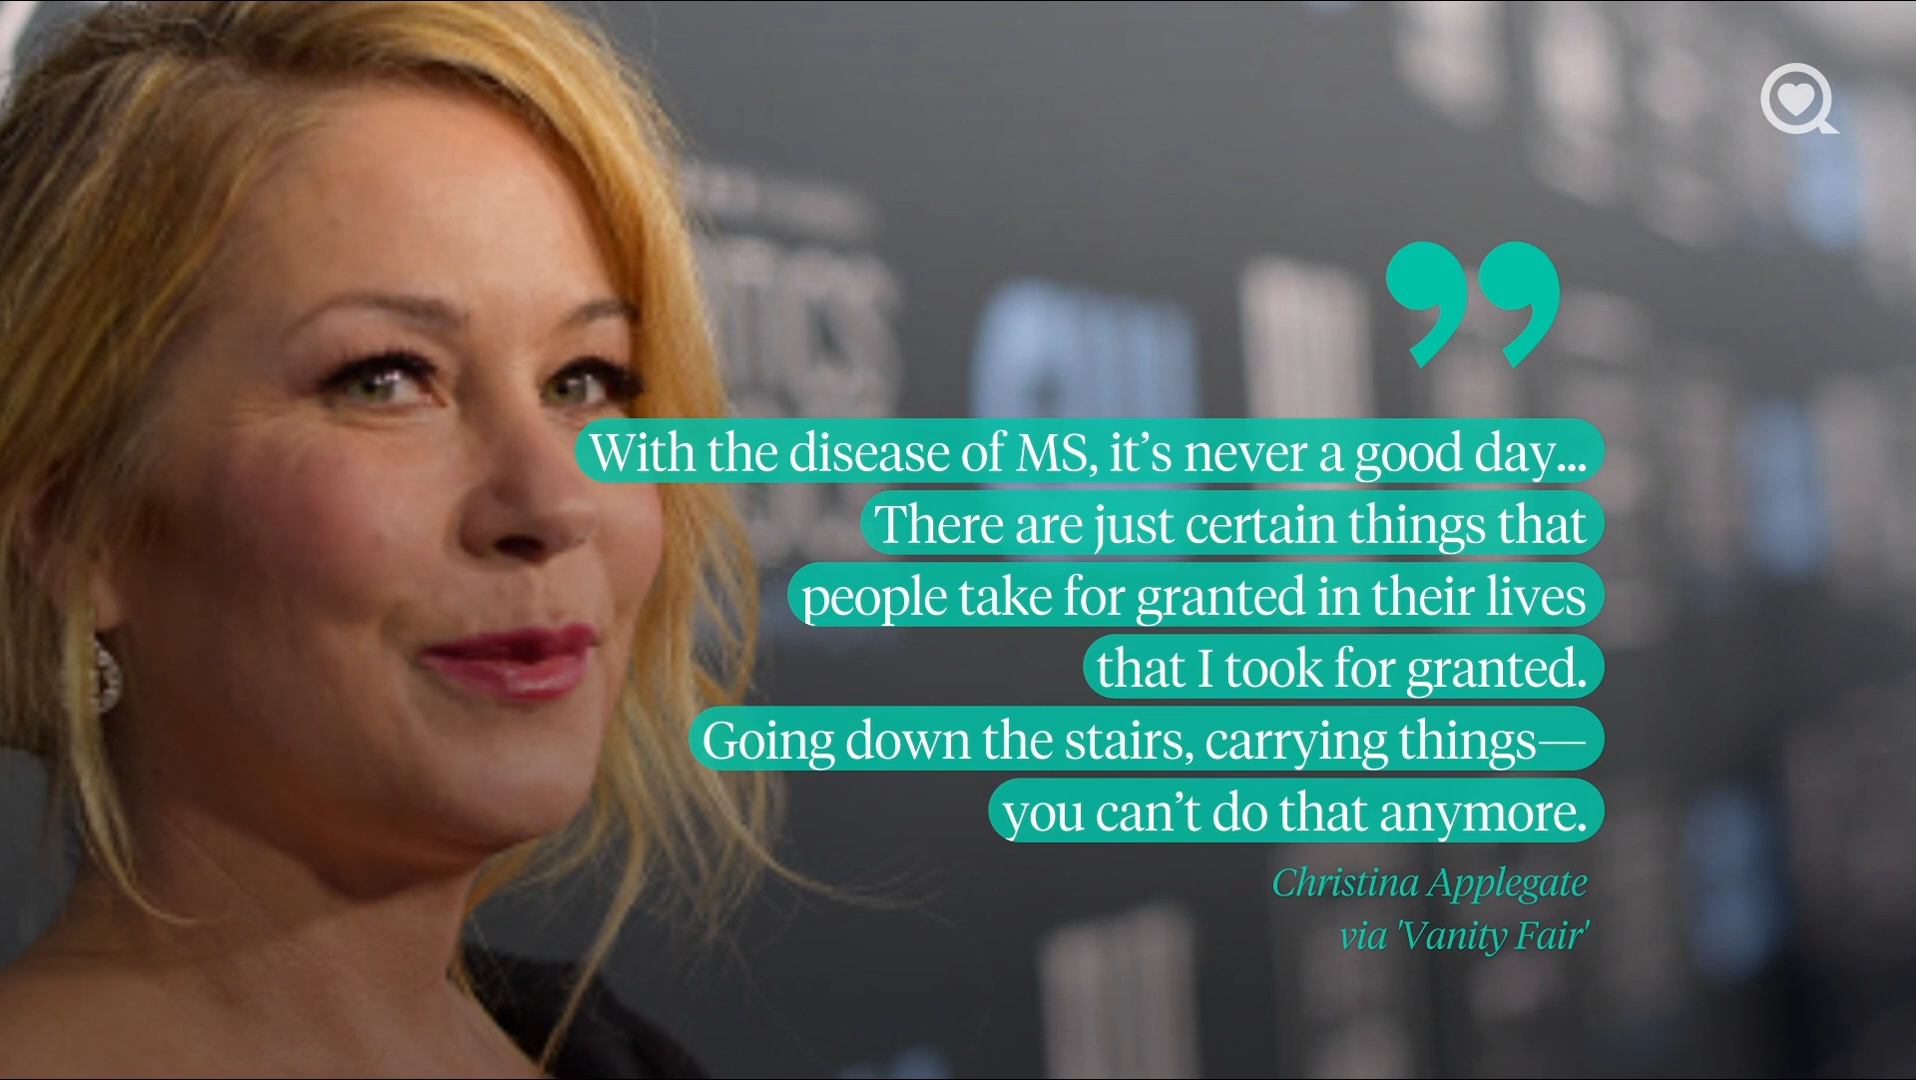 ”
With the disease of MS, it’s never a good day...
There are just certain things that
people take for granted in their lives
that I took for granted.
Going down the stairs, carrying things—
you can’t do that anymore.
Christina Applegate
via 'Vanity Fair'